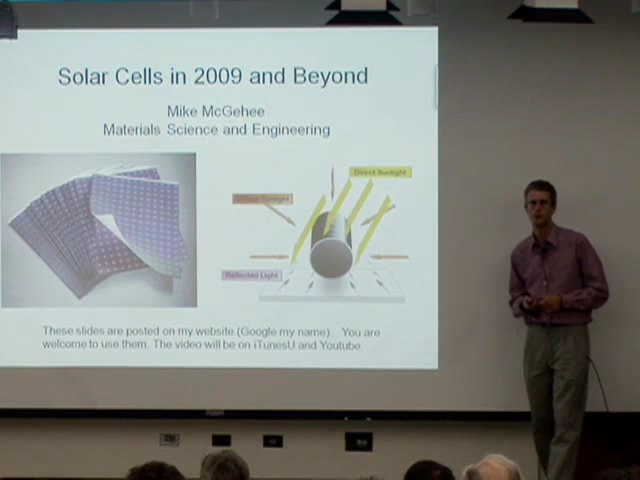 Solar Cells in 2009 and Beyond
Mike McGehee
Materials Science and Engineering
Direct Sunlight
Diffuse Sunlight
Reflected Light
These slides are posted on my website (Google my name). You are
welcome to use them. The video will be on iTunesU and Youtube.